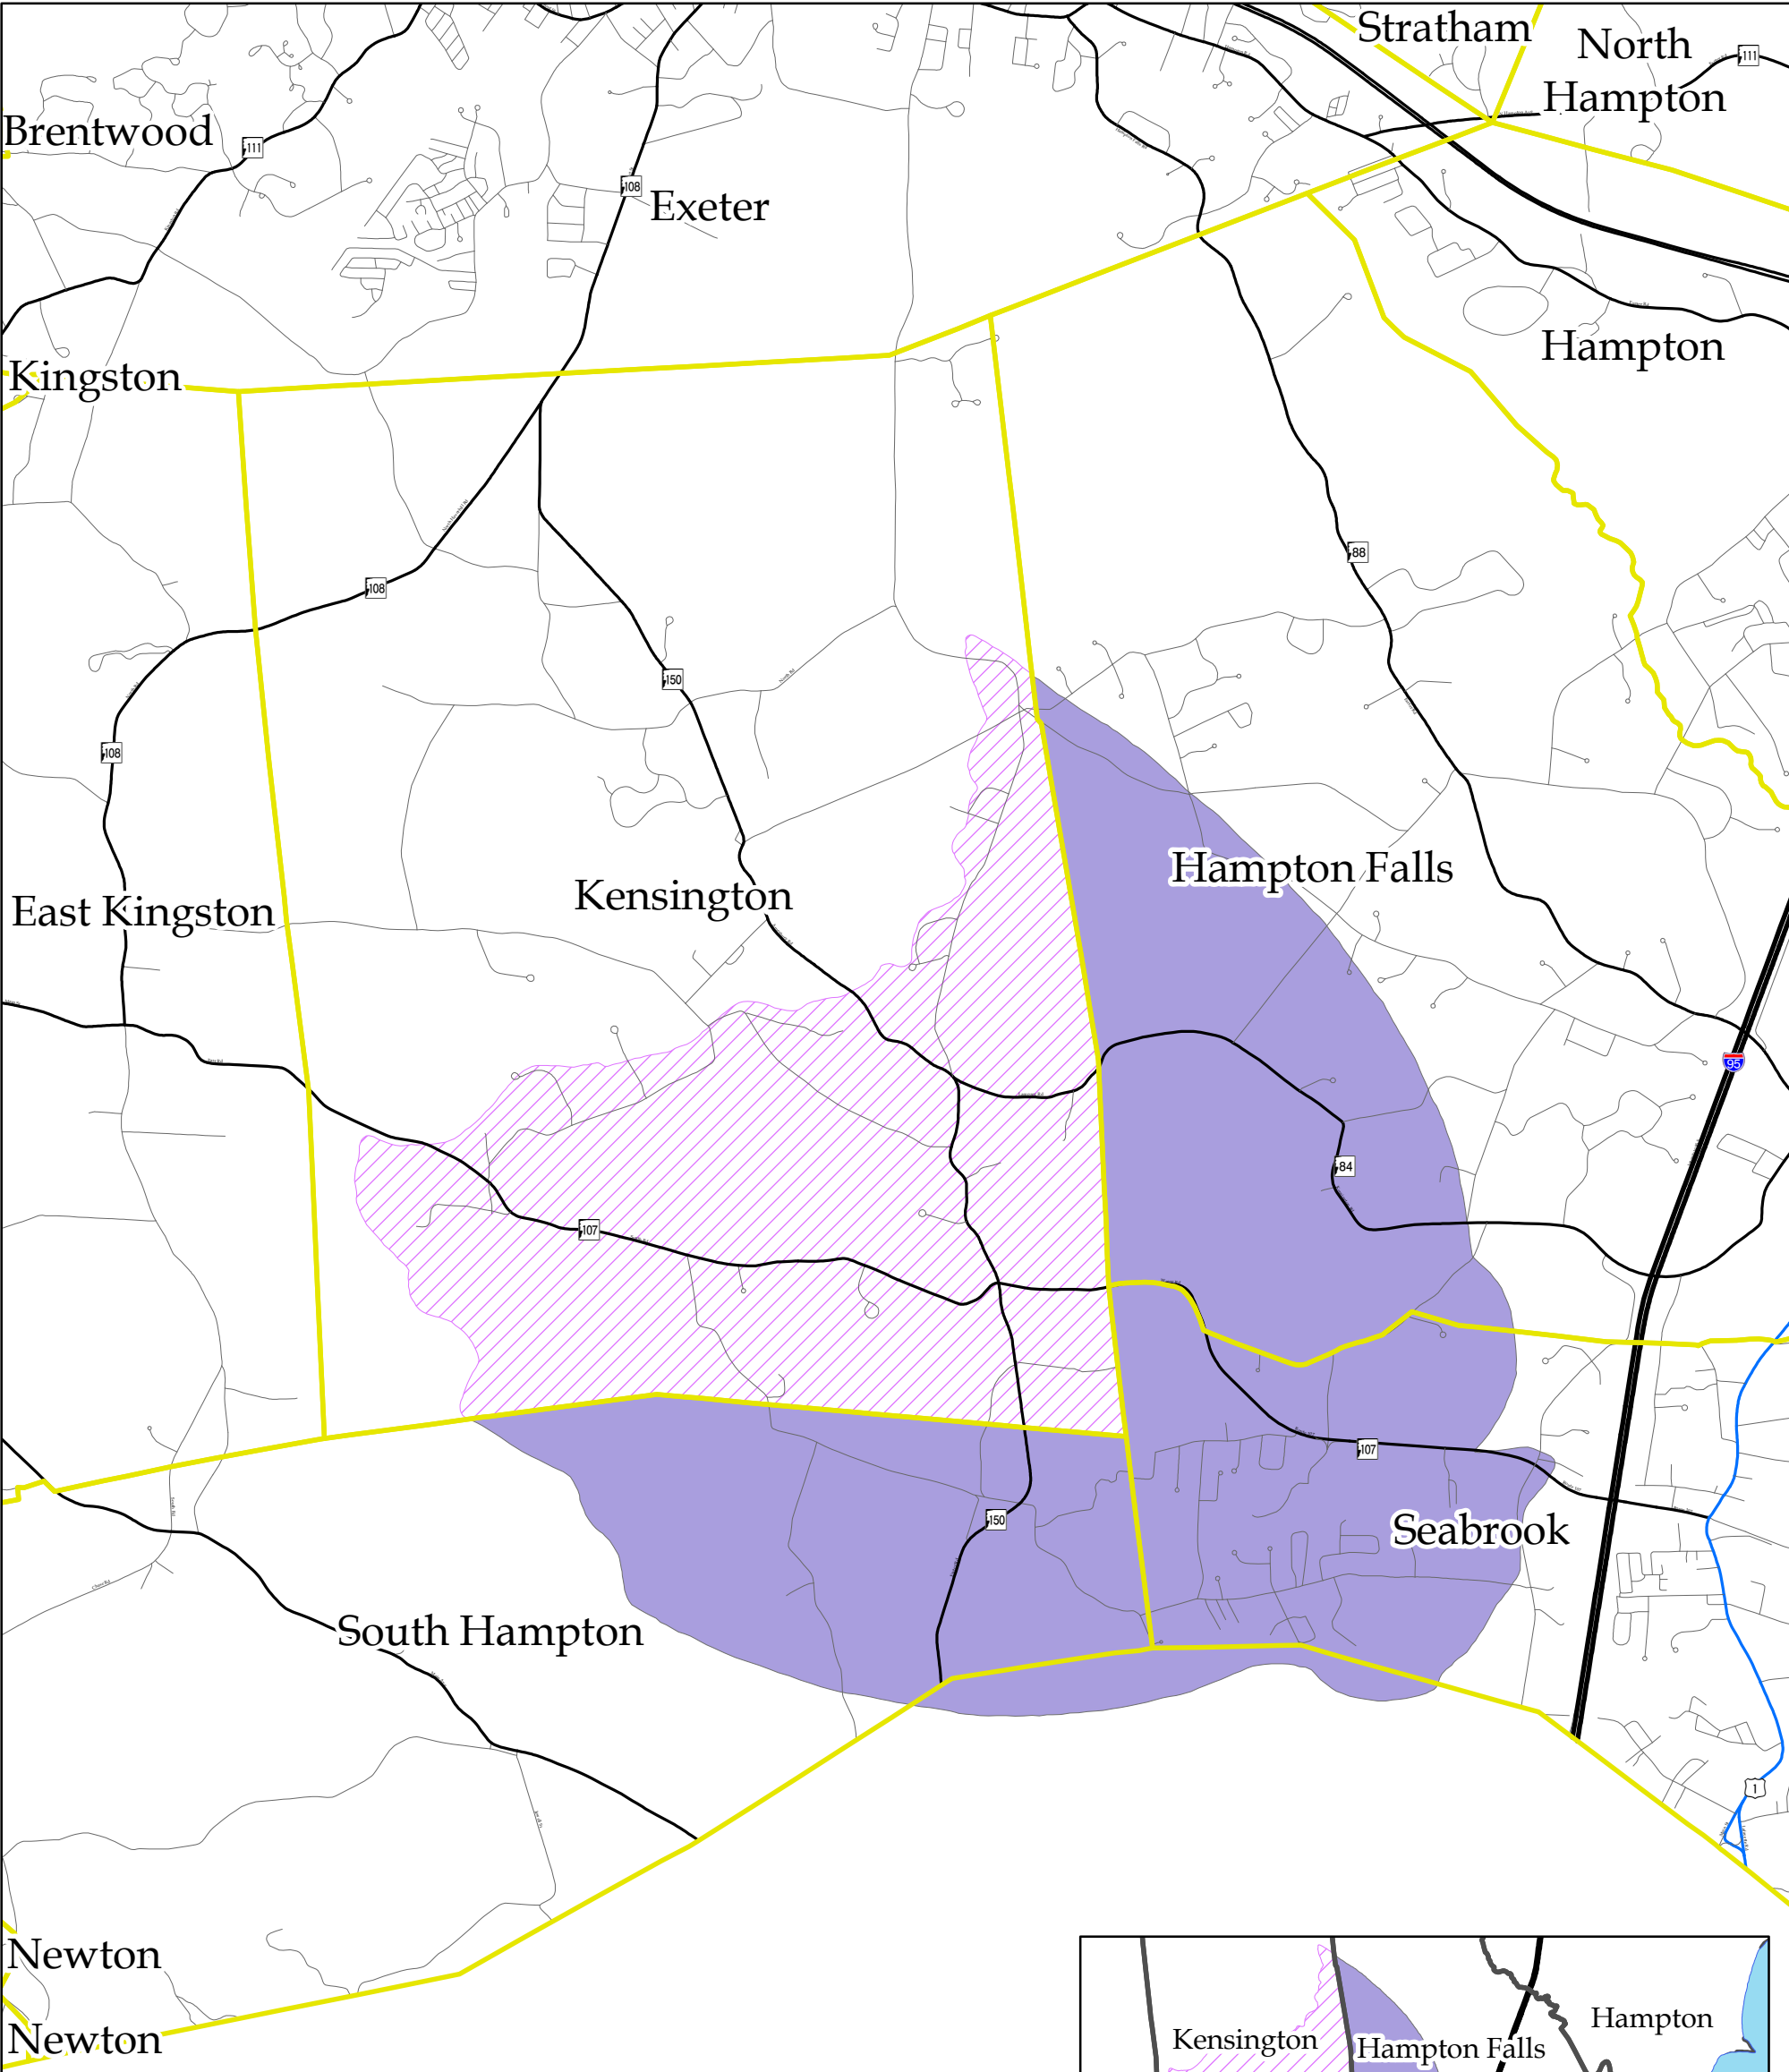 Stratham
North
Hampton
111
Brentwood
111
108
Exeter
Hampton
Kingston
88
108
150
108
Hampton Falls
Kensington
East Kingston
95
84
107
107
150
Seabrook
South Hampton
1
Newton
Newton
Hampton
Kensington
Hampton Falls